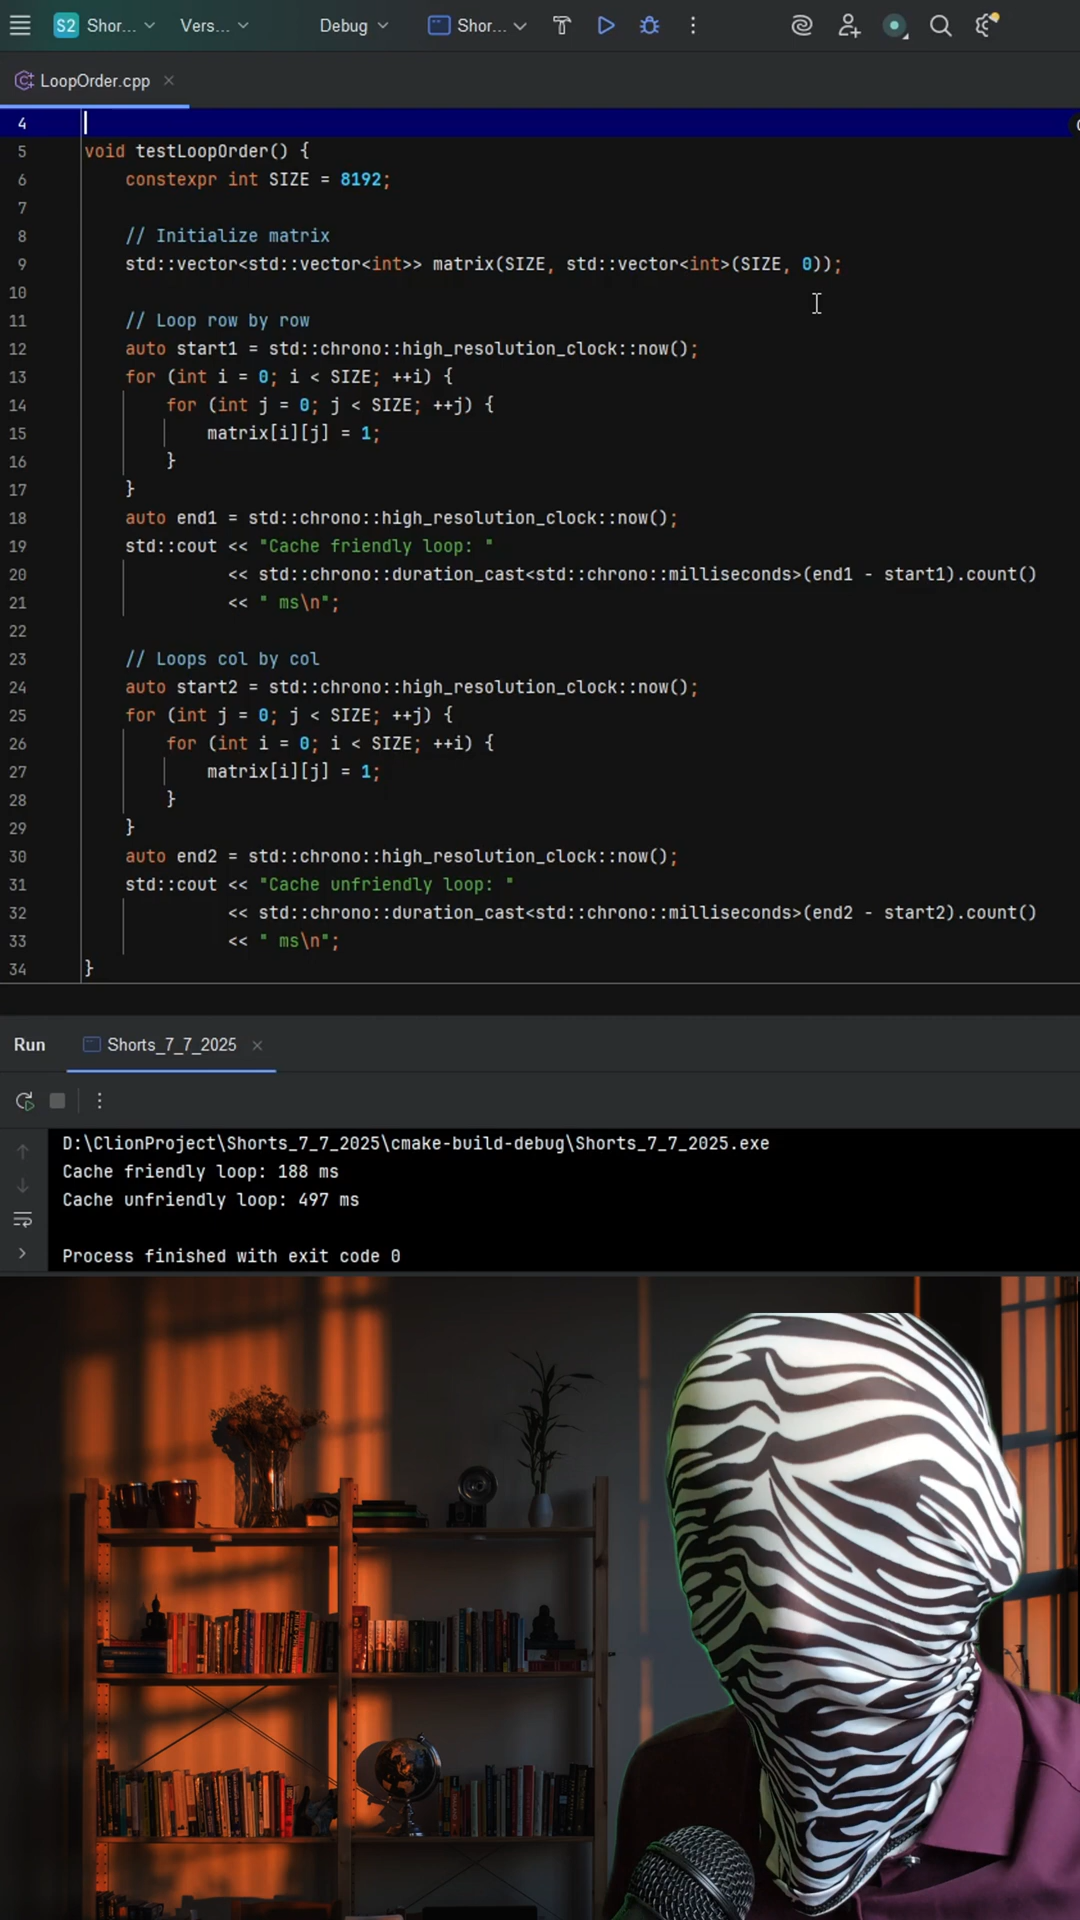 S2 Shor... Vers... Debug Shor...
LoopOrder.cpp
4
5 void testLoopOrder() {
6 constexpr int SIZE = 8192;
7
8 // Initialize matrix
9 std::vector<std::vector<int>> matrix(SIZE, std::vector<int>(SIZE, 0));
10
11 // Loop row by row
12 auto start1 = std::chrono::high_resolution_clock::now();
13 for (int i = 0; i < SIZE; ++i) {
14 for (int j = 0; j < SIZE; ++j) {
15 matrix[i][j] = 1;
16 }
17 }
18 auto end1 = std::chrono::high_resolution_clock::now();
19 std::cout << "Cache friendly loop: "
20 << std::chrono::duration_cast<std::chrono::milliseconds>(end1 - start1).count()
21 << " ms\n";
22
23 // Loops col by col
24 auto start2 = std::chrono::high_resolution_clock::now();
25 for (int j = 0; j < SIZE; ++j) {
26 for (int i = 0; i < SIZE; ++i) {
27 matrix[i][j] = 1;
28 }
29 }
30 auto end2 = std::chrono::high_resolution_clock::now();
31 std::cout << "Cache unfriendly loop: "
32 << std::chrono::duration_cast<std::chrono::milliseconds>(end2 - start2).count()
33 << " ms\n";
34 }
Run Shorts_7_7_2025
D:\ClionProject\Shorts_7_7_2025\cmake-build-debug\Shorts_7_7_2025.exe
Cache friendly loop: 188 ms
Cache unfriendly loop: 497 ms
Process finished with exit code 0